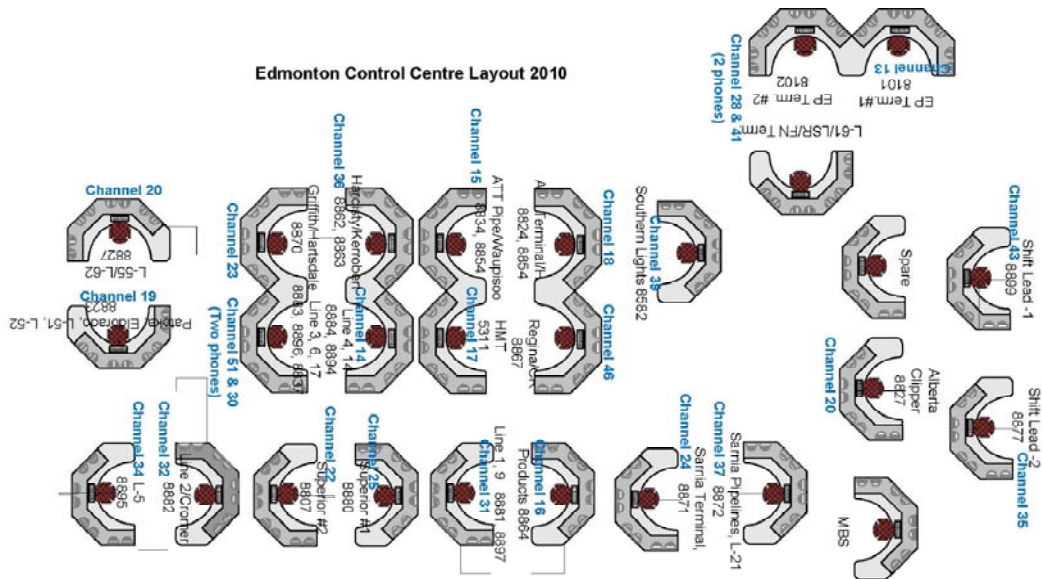 Edmonton Control Centre Layout 2010
Channel 28 & 41
(2 phones)
8102
EP Term. #2
Channel 13
8101
EP Term.#1
L-61/LSR/FN Term.
Channel 20
8827
L-55/L-62
Channel 19
Patoka, Eldorado, L-51, L-52
Channel 23
Griffith/Hartsdale
8870
Channel 36
8862, 8863
Channel 15
ATT Pipe/Waupisoo
8834, 8854
8824, 8854
Channel 18
Southern Lights 8582
Channel 39
Spare
Shift Lead -1
8899
Channel 43
Channel 51 & 30
(Two phones)
Line 3, 6, 17
8883, 8896, 8837
Line 4, 14
8884, 8894
Channel 14
Channel 17
HMT
5311
8867
Channel 46
Channel 20
Alberta
Clipper
8827
Shift Lead -2
8877
Channel 35
Channel 34
L-5
8895
Channel 32
Line 2/Cromer
8882
Channel 22
Superior #2
8807
Channel 25
Superior #1
8880
Line 1, 9
8881, 8897
Channel 31
Channel 16
Products 8864
Channel 24
Sarnia Terminal,
8871
Channel 37
Sarnia Pipelines, L-21
8872
MBS